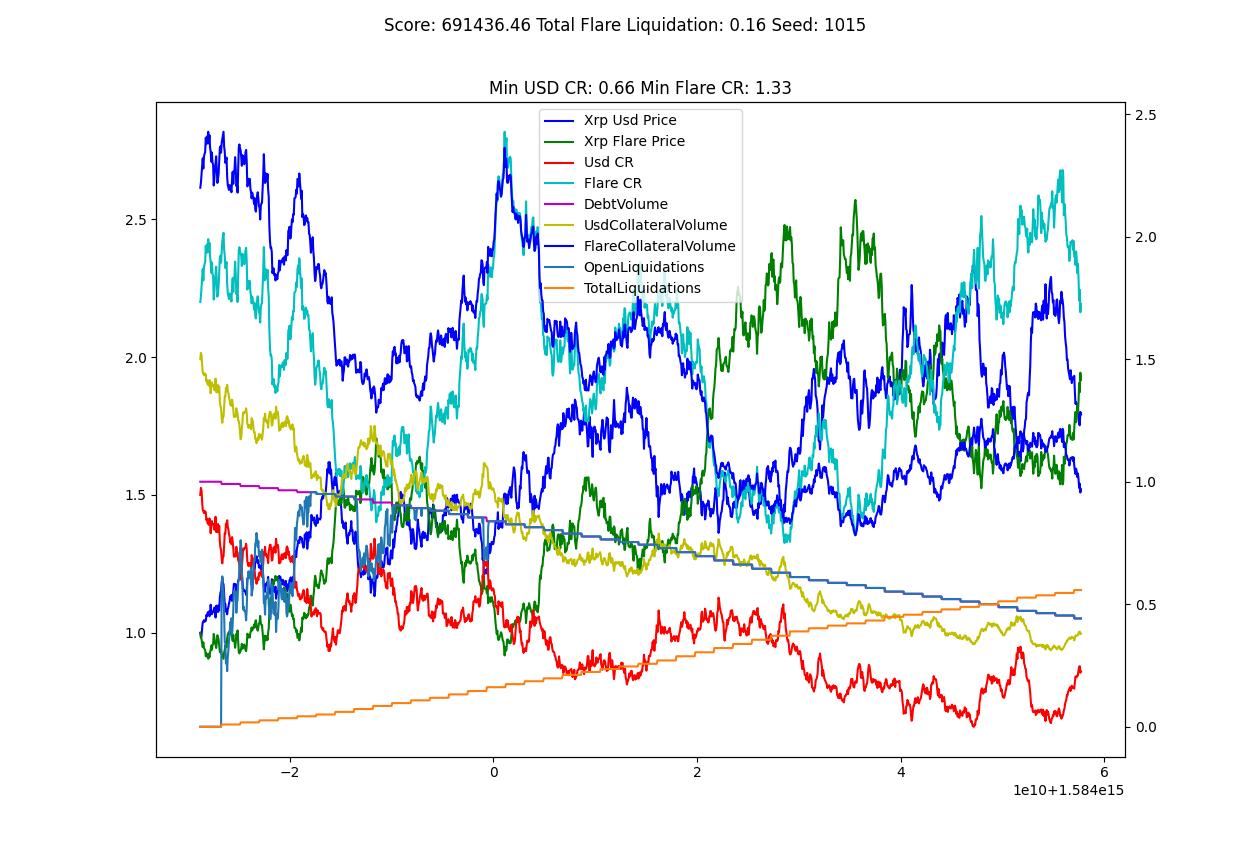 Score: 691436.46 Total Flare Liquidation: 0.16 Seed: 1015
Min USD CR: 0.66 Min Flare CR: 1.33
Xrp Usd Price
Xrp Flare Price
Usd CR
Flare CR
DebtVolume
UsdCollateralVolume
FlareCollateralVolume
OpenLiquidations
TotalLiquidations
2.5
2.0
1.5
1.0
2.5
2.0
1.5
1.0
0.5
0.0
−2 0 2 4 6
1e10+1.584e15